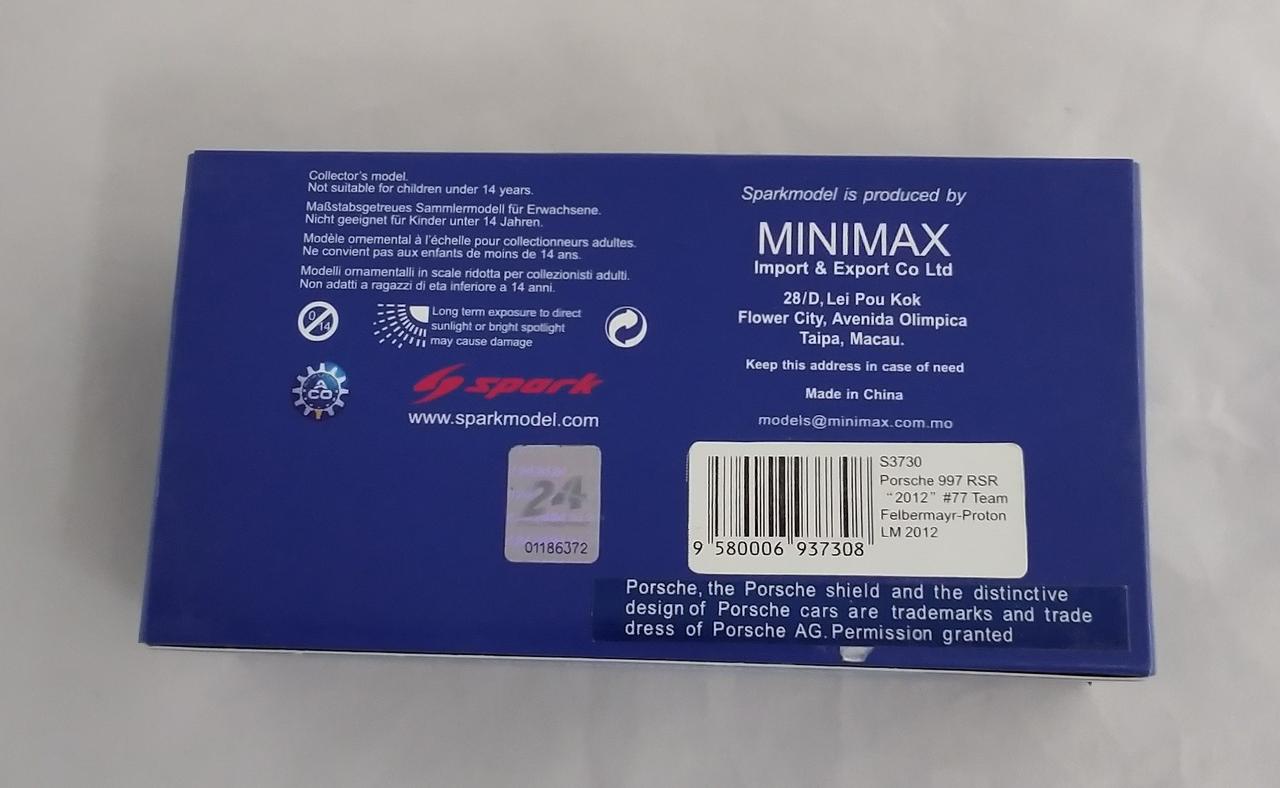 Collector's model.
Not suitable for children under 14 years.
Maßstabsgetreues Sammlermodell für Erwachsene.
Nicht geeignet für Kinder unter 14 Jahren.
Modèle ornemental à l'échelle pour collectionneurs adultes.
Ne convient pas aux enfants de moins de 14 ans.
Modelli ornamentalli in scale ridotta per collezionisti adulti.
Non adatti a ragazzi di eta inferiore a 14 anni.
0/14
Long term exposure to direct
sunlight or bright spotlight
may cause damage
ACO
spark
www.sparkmodel.com
24
01186372
Sparkmodel is produced by
MINIMAX
Import & Export Co Ltd
28/D, Lei Pou Kok
Flower City, Avenida Olimpica
Taipa, Macau.
Keep this address in case of need
Made in China
models@minimax.com.mo
S3730
Porsche 997 RSR
"2012" #77 Team
Felbermayr-Proton
LM 2012
9 580006 937308
Porsche, the Porsche shield and the distinctive
design of Porsche cars are trademarks and trade
dress of Porsche AG. Permission granted